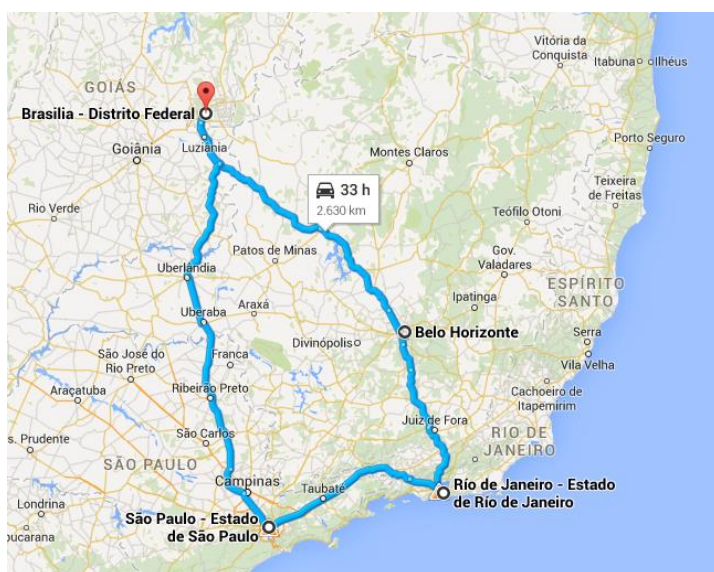 Vitória da
Conquista
Itabuna
Ilhéus
GOIÁS
Brasilia - Distrito Federal
Goiânia
Luziânia
Montes Claros
Porto Seguro
33 h
2.630 km
Teixeira
de Freitas
Rio Verde
Teófilo Otoni
Patos de Minas
Gov.
Valadares
Uberlândia
ESPÍRITO
SANTO
Ipatinga
Araxá
Uberaba
Belo Horizonte
Divinópolis
Serra
Vila Velha
São José do
Rio Preto
Franca
Araçatuba
Ribeirão Preto
Cachoeiro de
Itapemirim
Juiz de Fora
São Carlos
s. Prudente
RIO DE
JANEIRO
SÃO PAULO
Campinas
Taubaté
Río de Janeiro - Estado
de Río de Janeiro
Londrina
São Paulo - Estado
de São Paulo
pucarana